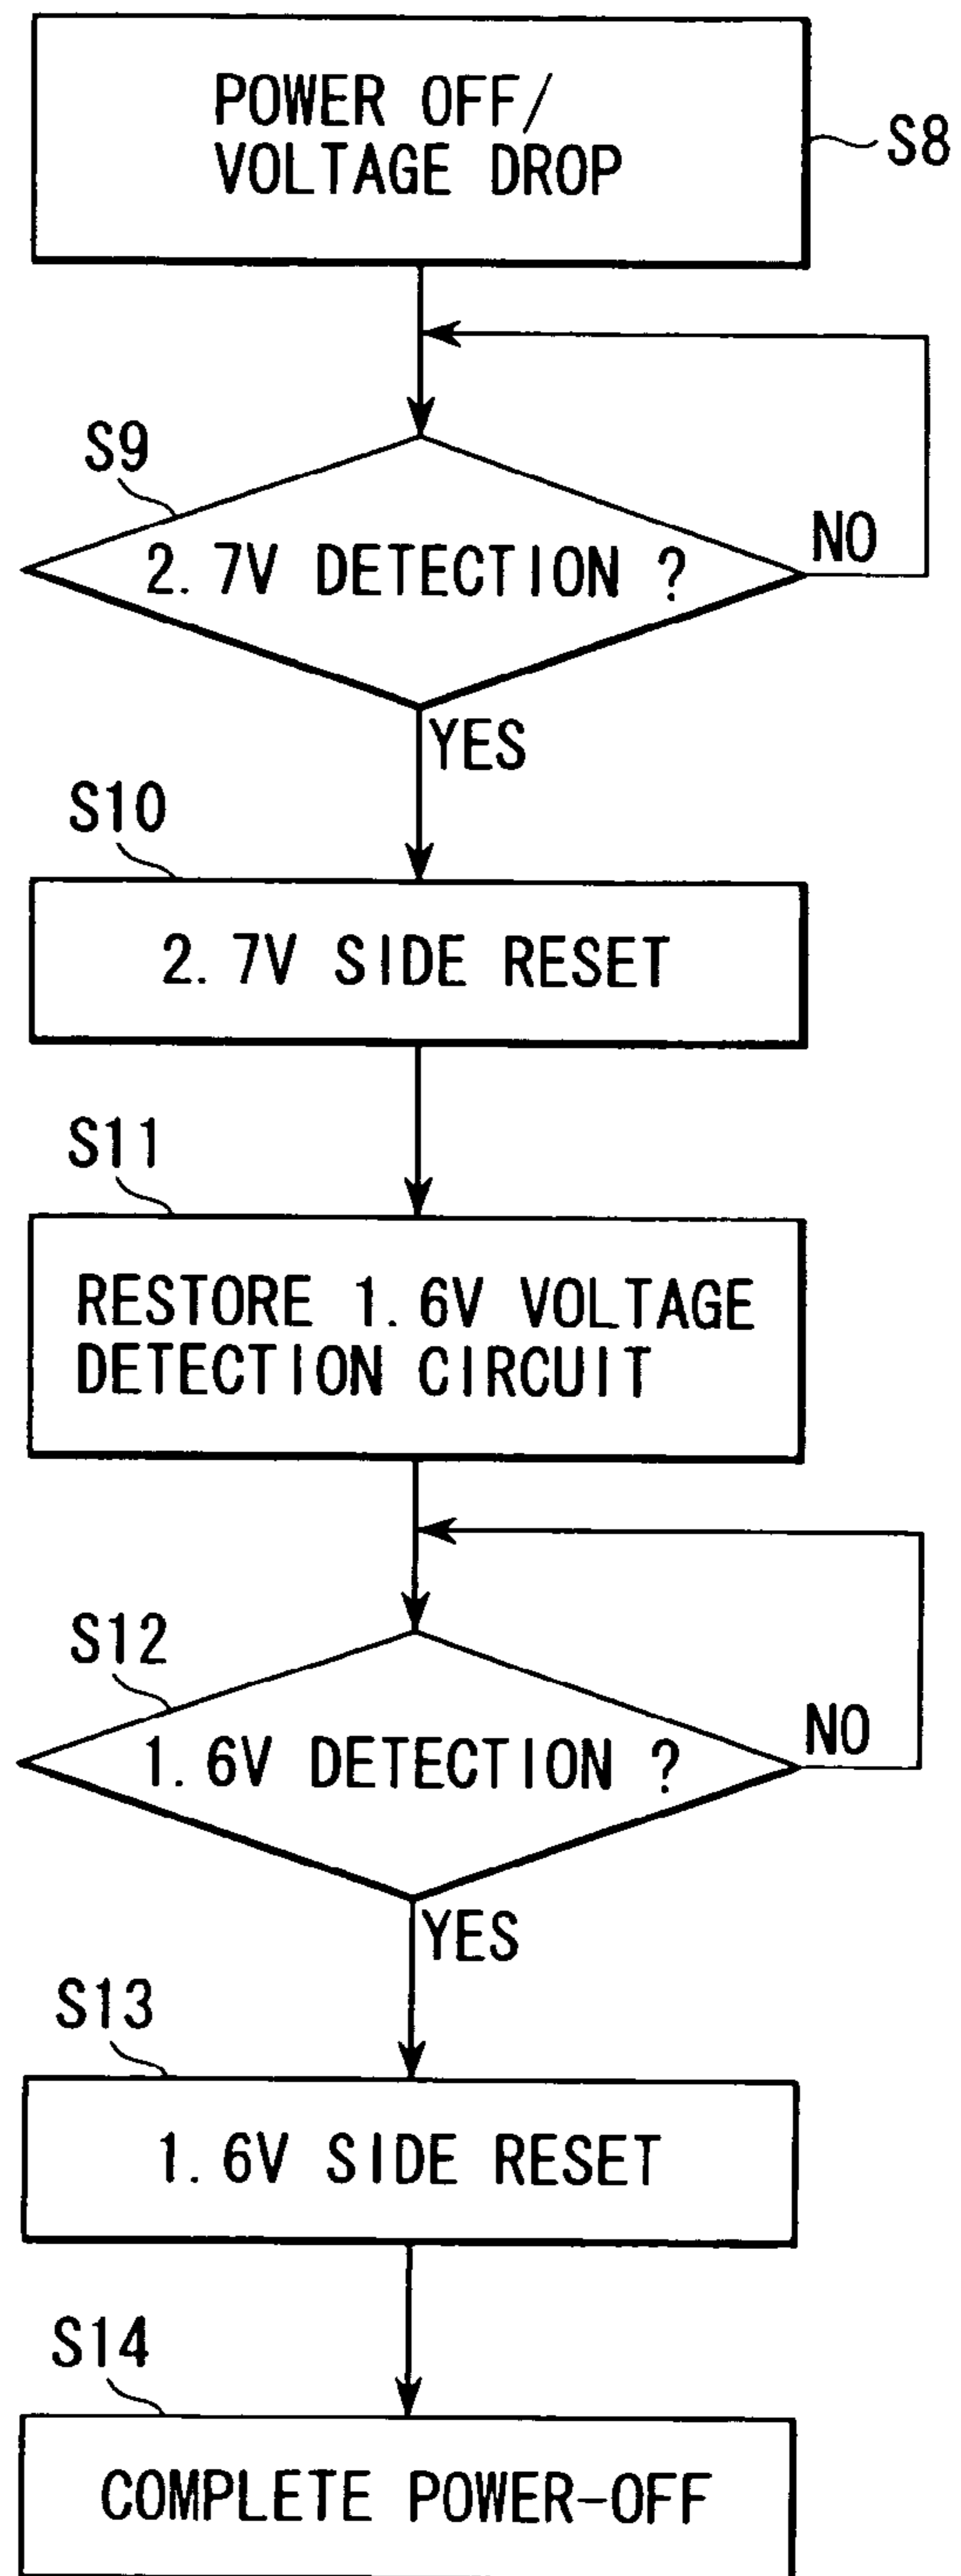 POWER OFF/
VOLTAGE DROP
S8
S9
2.7V DETECTION ?
NO
YES
S10
2.7V SIDE RESET
S11
RESTORE 1.6V VOLTAGE
DETECTION CIRCUIT
S12
1.6V DETECTION ?
NO
YES
S13
1.6V SIDE RESET
S14
COMPLETE POWER-OFF